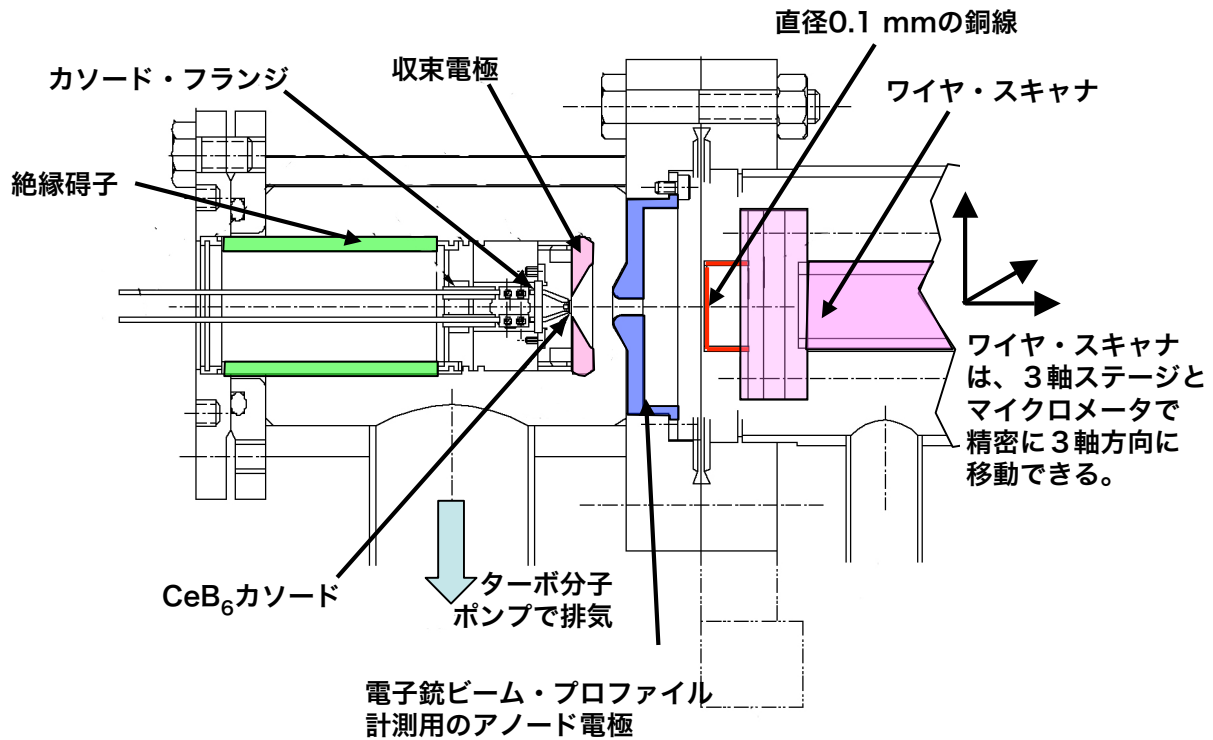 直径0.1 mmの銅線
収束電極
カソード・フランジ
ワイヤ・スキャナ
絶縁碍子
ワイヤ・スキャナ
は、３軸ステージと
マイクロメータで
精密に３軸方向に
移動できる。
CeB₆カソード
ターボ分子
ポンプで排気
電子銃ビーム・プロファイル
計測用のアノード電極